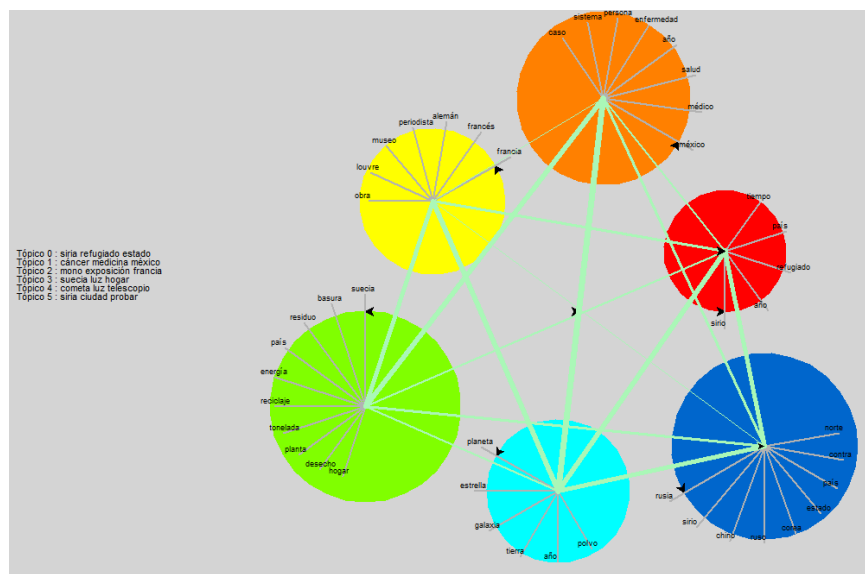 persona
sistema
enfermedad
caso
año
salud
médico
méxico
alemán
periodista
francés
museo
francia
louvre
obra
tiempo
país
refugiado
año
sirio
Tópico 0 : siria refugiado estado
Tópico 1 : cáncer medicina méxico
Tópico 2 : mono exposición francia
Tópico 3 : suecia luz hogar
Tópico 4 : cometa luz telescopio
Tópico 5 : siria ciudad probar
suecia
basura
residuo
país
energía
reciclaje
tonelada
planta
desecho
hogar
planeta
estrella
galaxia
tierra
año
polvo
norte
contra
país
estado
corea
ruso
chino
sirio
rusia